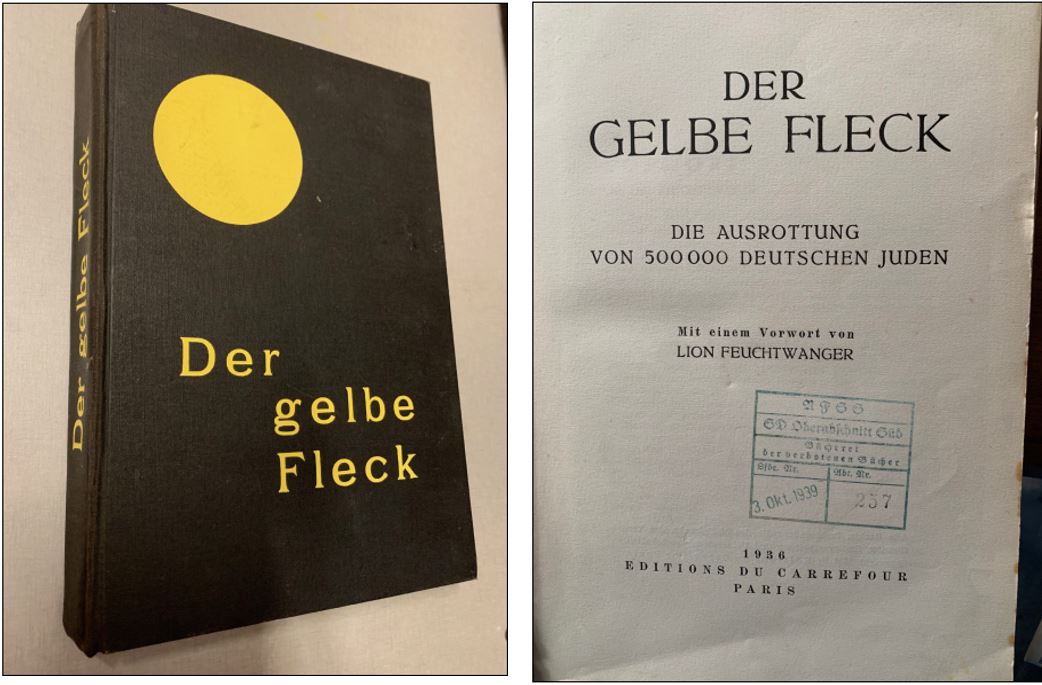 Der gelbe Fleck
Der
gelbe
Fleck
DER
GELBE FLECK
DIE AUSROTTUNG
VON 500 000 DEUTSCHEN JUDEN
Mit einem Vorwort von
LION FEUCHTWANGER
R F S S
SD Oberabschnitt Süd
Bücherei
der verbotenen Bücher
Lfde. Nr. Abt. Nr.
3. Okt. 1939 257
1936
EDITIONS DU CARREFOUR
PARIS